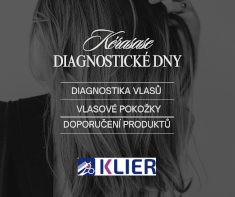 Kérastase
DIAGNOSTICKÉ DNY
DIAGNOSTIKA VLASŮ
VLASOVÉ POKOŽKY
DOPORUČENÍ PRODUKTŮ
KLIER